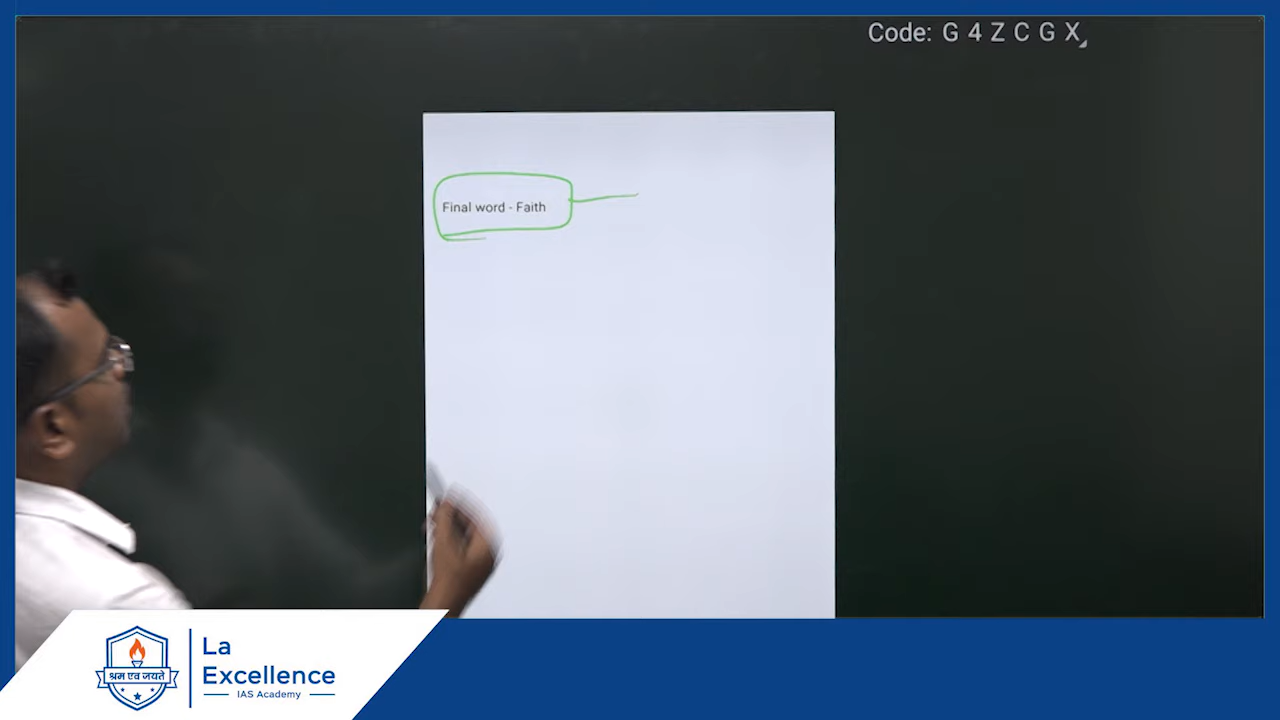 Code: G 4 Z C G X
Final word - Faith
श्रम एव जयते
La
Excellence
IAS Academy